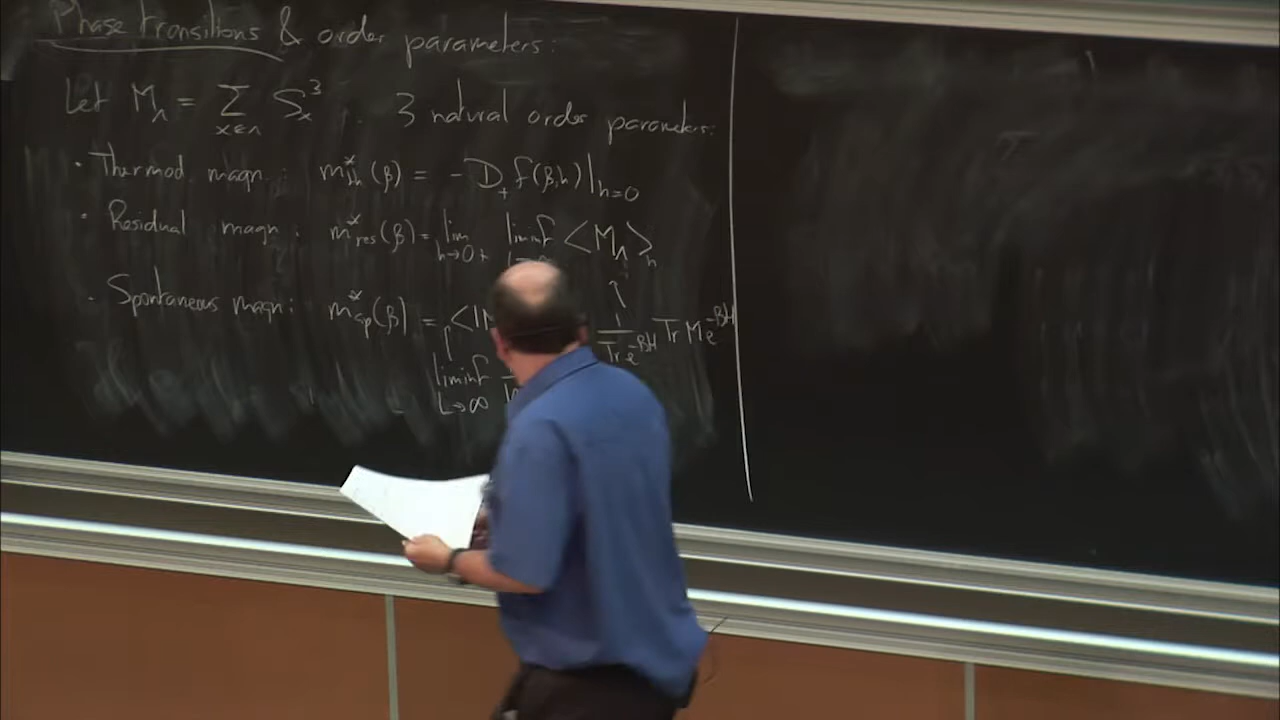 Phase transitions & order parameters:
Let M_Λ = Σ_{x∈Λ} S_x^3. 3 natural order parameters:
· Thermod. magn.: m*_th(β) = -D_+ f(β,h)|_{h=0}
· Residual magn.: m*_res(β) = lim_{h→0+} liminf <M_Λ>_h
· Spontaneous magn: m*_sp(β) = <|M
1/Tr e^{-βH} Tr M e^{-βH}
liminf_{L→∞}